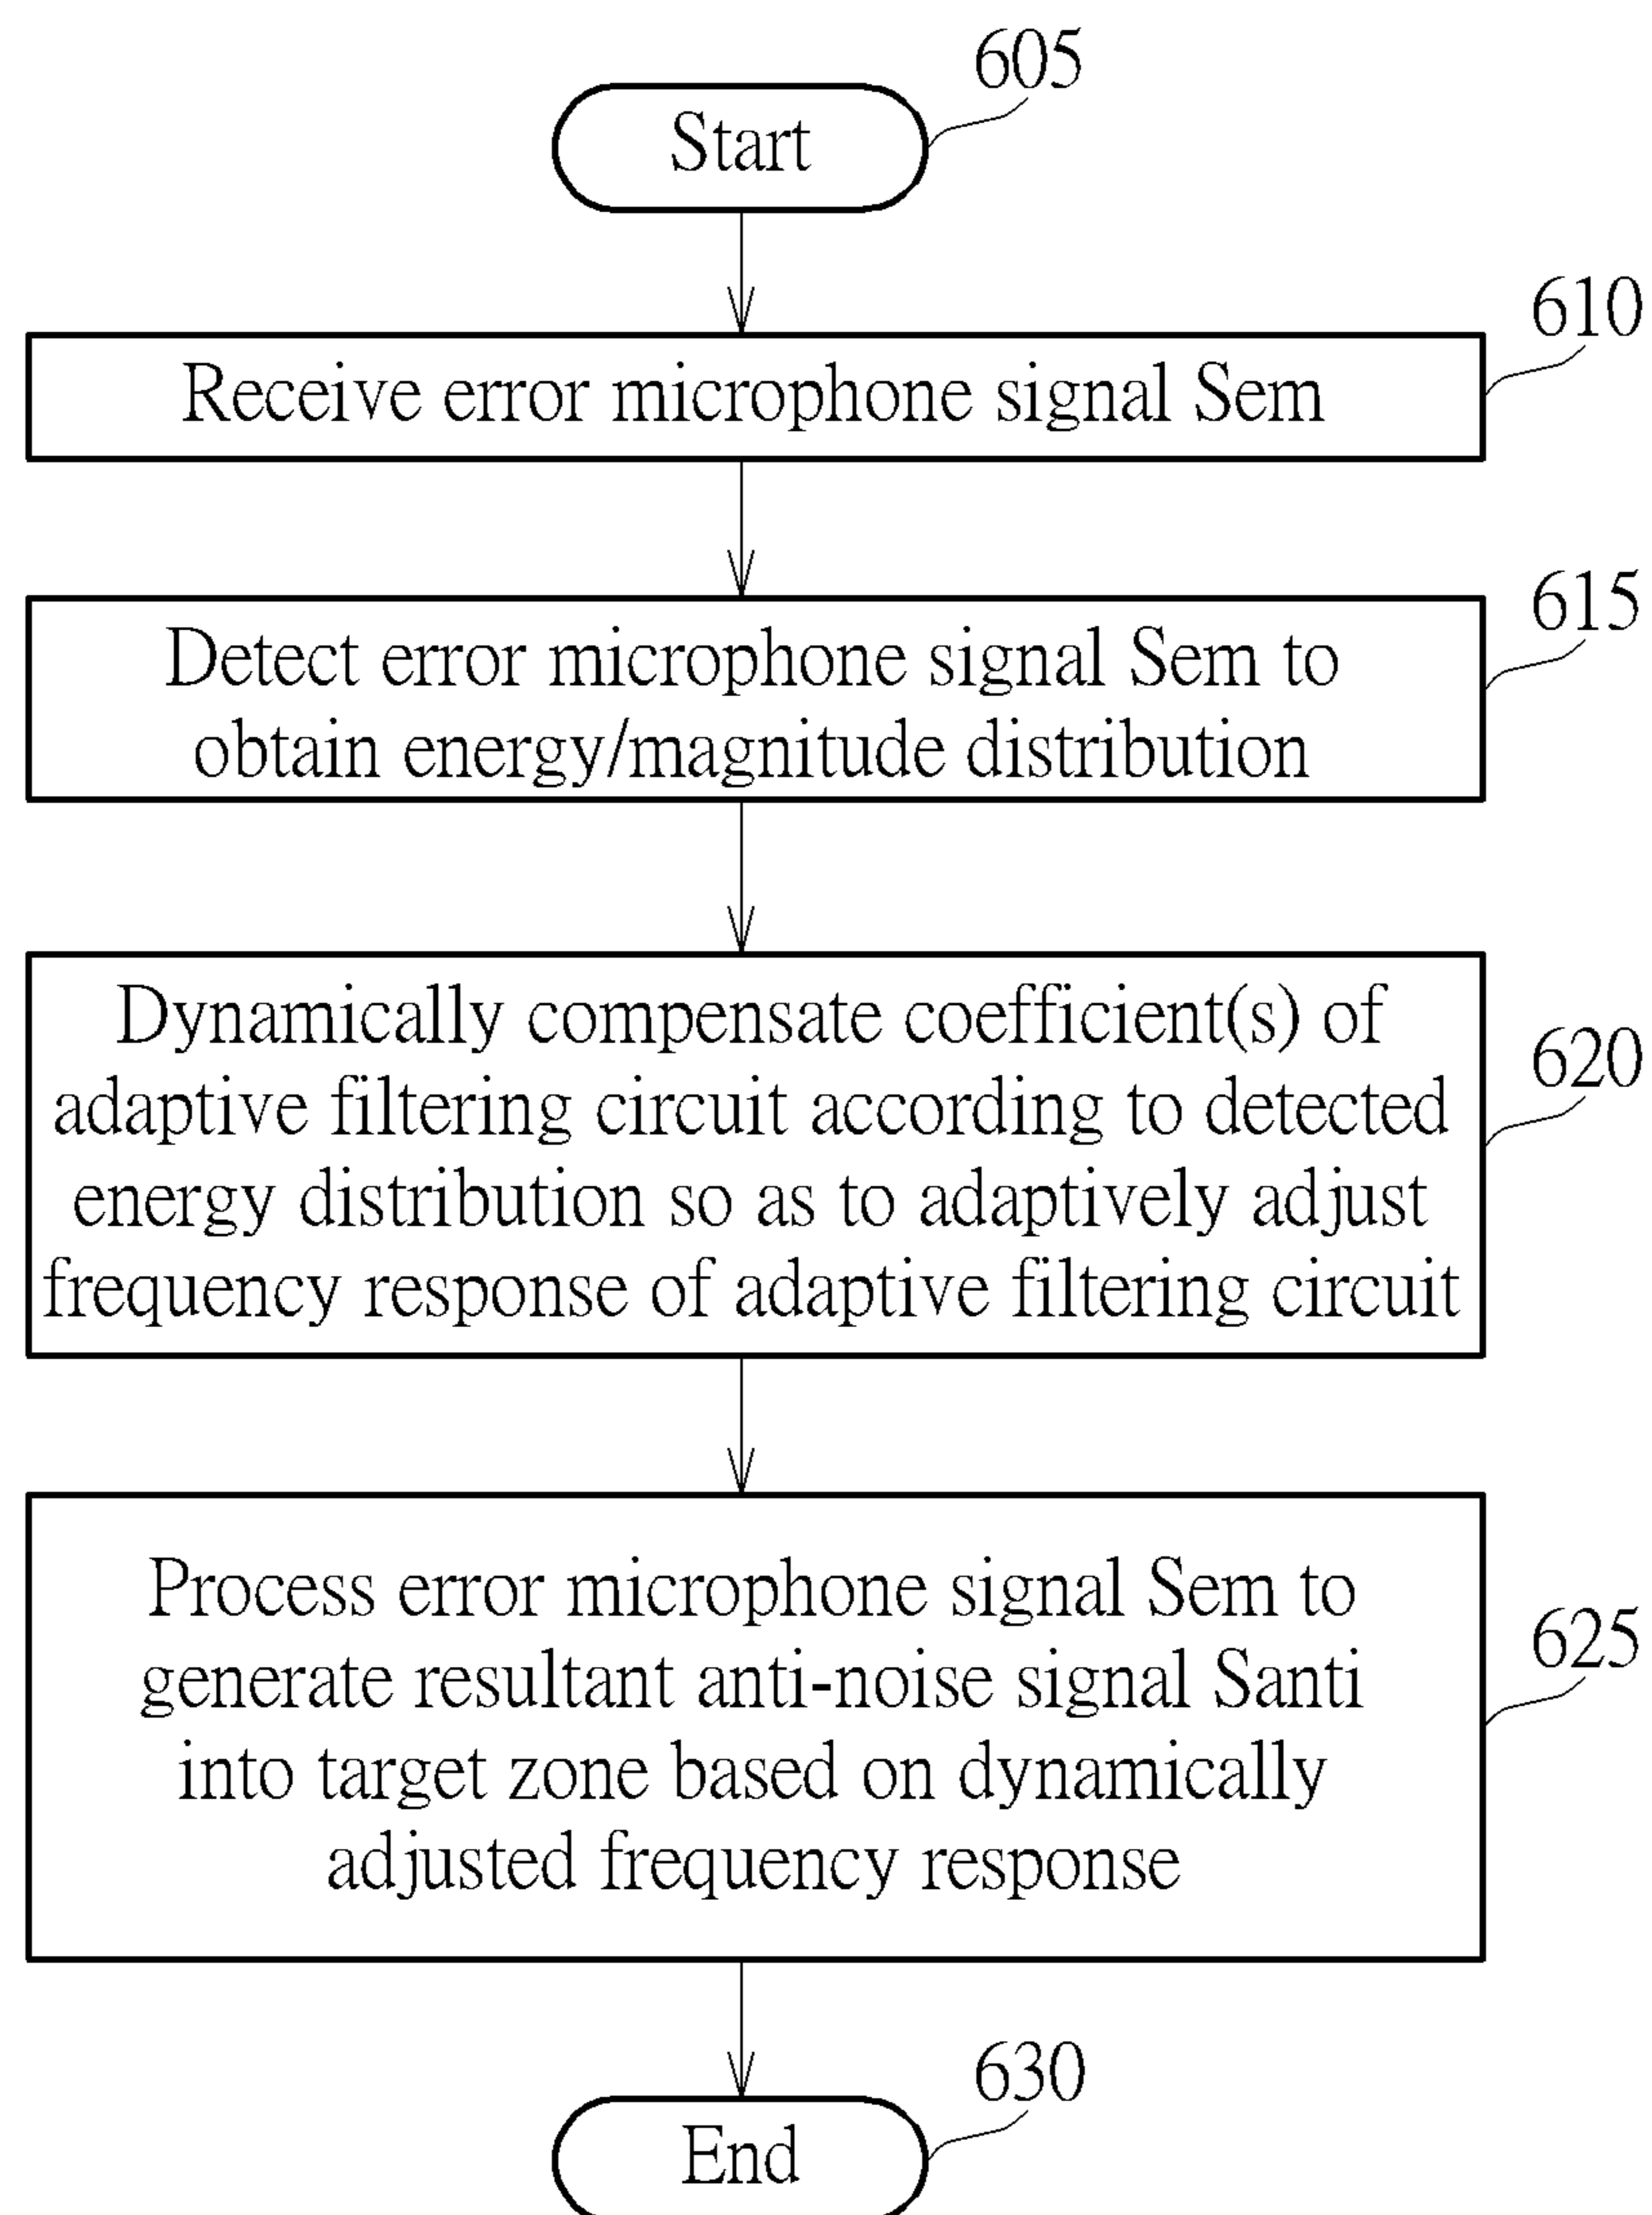 605
Start
610
Receive error microphone signal Sem
615
Detect error microphone signal Sem to
obtain energy/magnitude distribution
Dynamically compensate coefficient(s) of
620
adaptive filtering circuit according to detected
energy distribution so as to adaptively adjust
frequency response of adaptive filtering circuit
Process error microphone signal Sem to
625
generate resultant anti-noise signal Santi
into target zone based on dynamically
adjusted frequency response
630
End